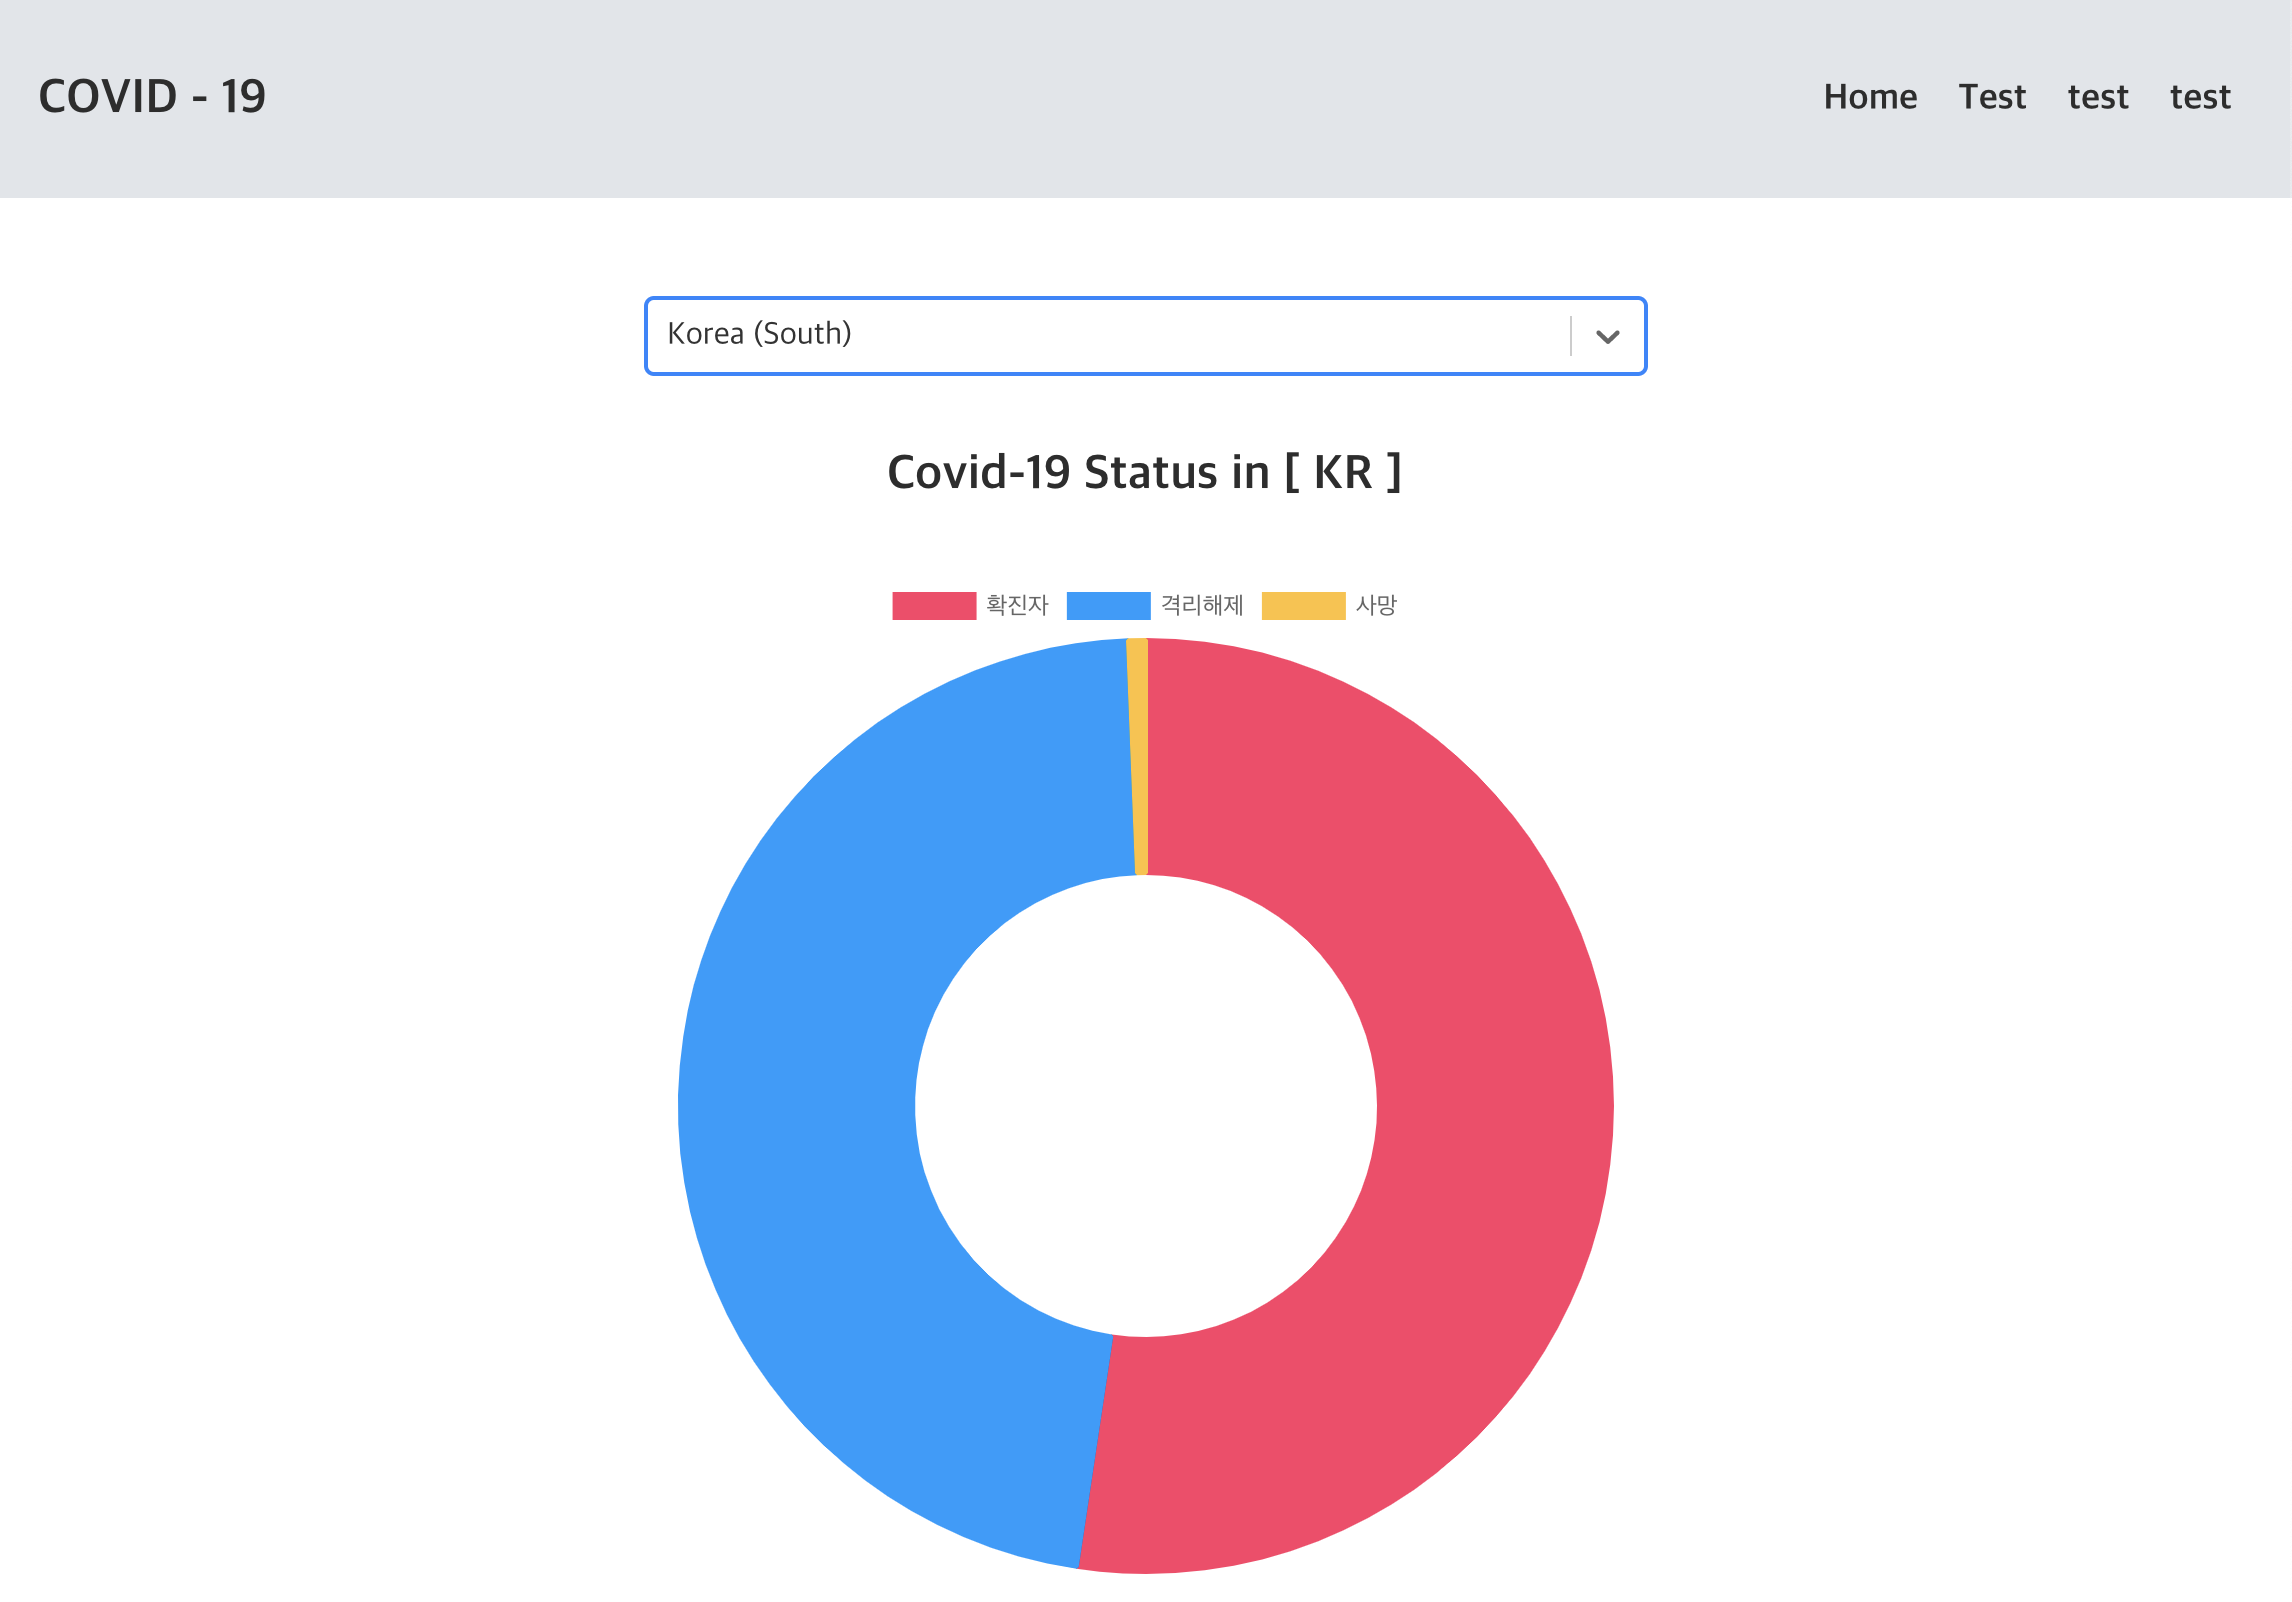 COVID - 19
Home Test test test
Korea (South)
Covid-19 Status in [ KR ]
확진자 격리해제 사망